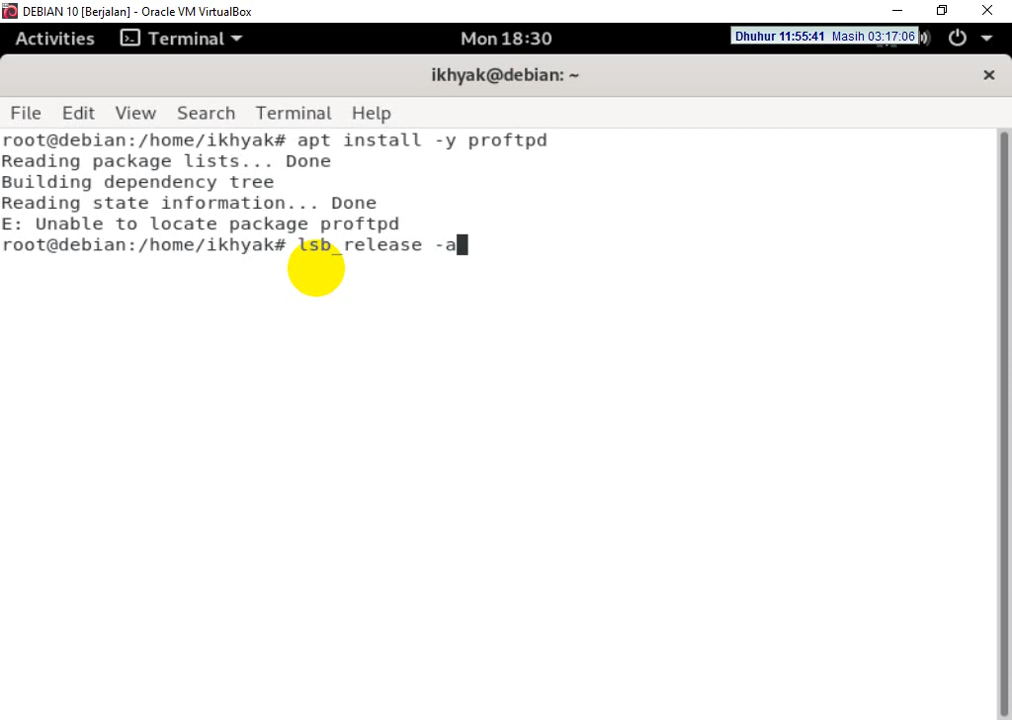 DEBIAN 10 [Berjalan] - Oracle VM VirtualBox
Activities Terminal Mon 18:30 Dhuhur 11:55:41 Masih 03:17:06
ikhyak@debian: ~
File Edit View Search Terminal Help
root@debian:/home/ikhyak# apt install -y proftpd
Reading package lists... Done
Building dependency tree
Reading state information... Done
E: Unable to locate package proftpd
root@debian:/home/ikhyak# lsb_release -a